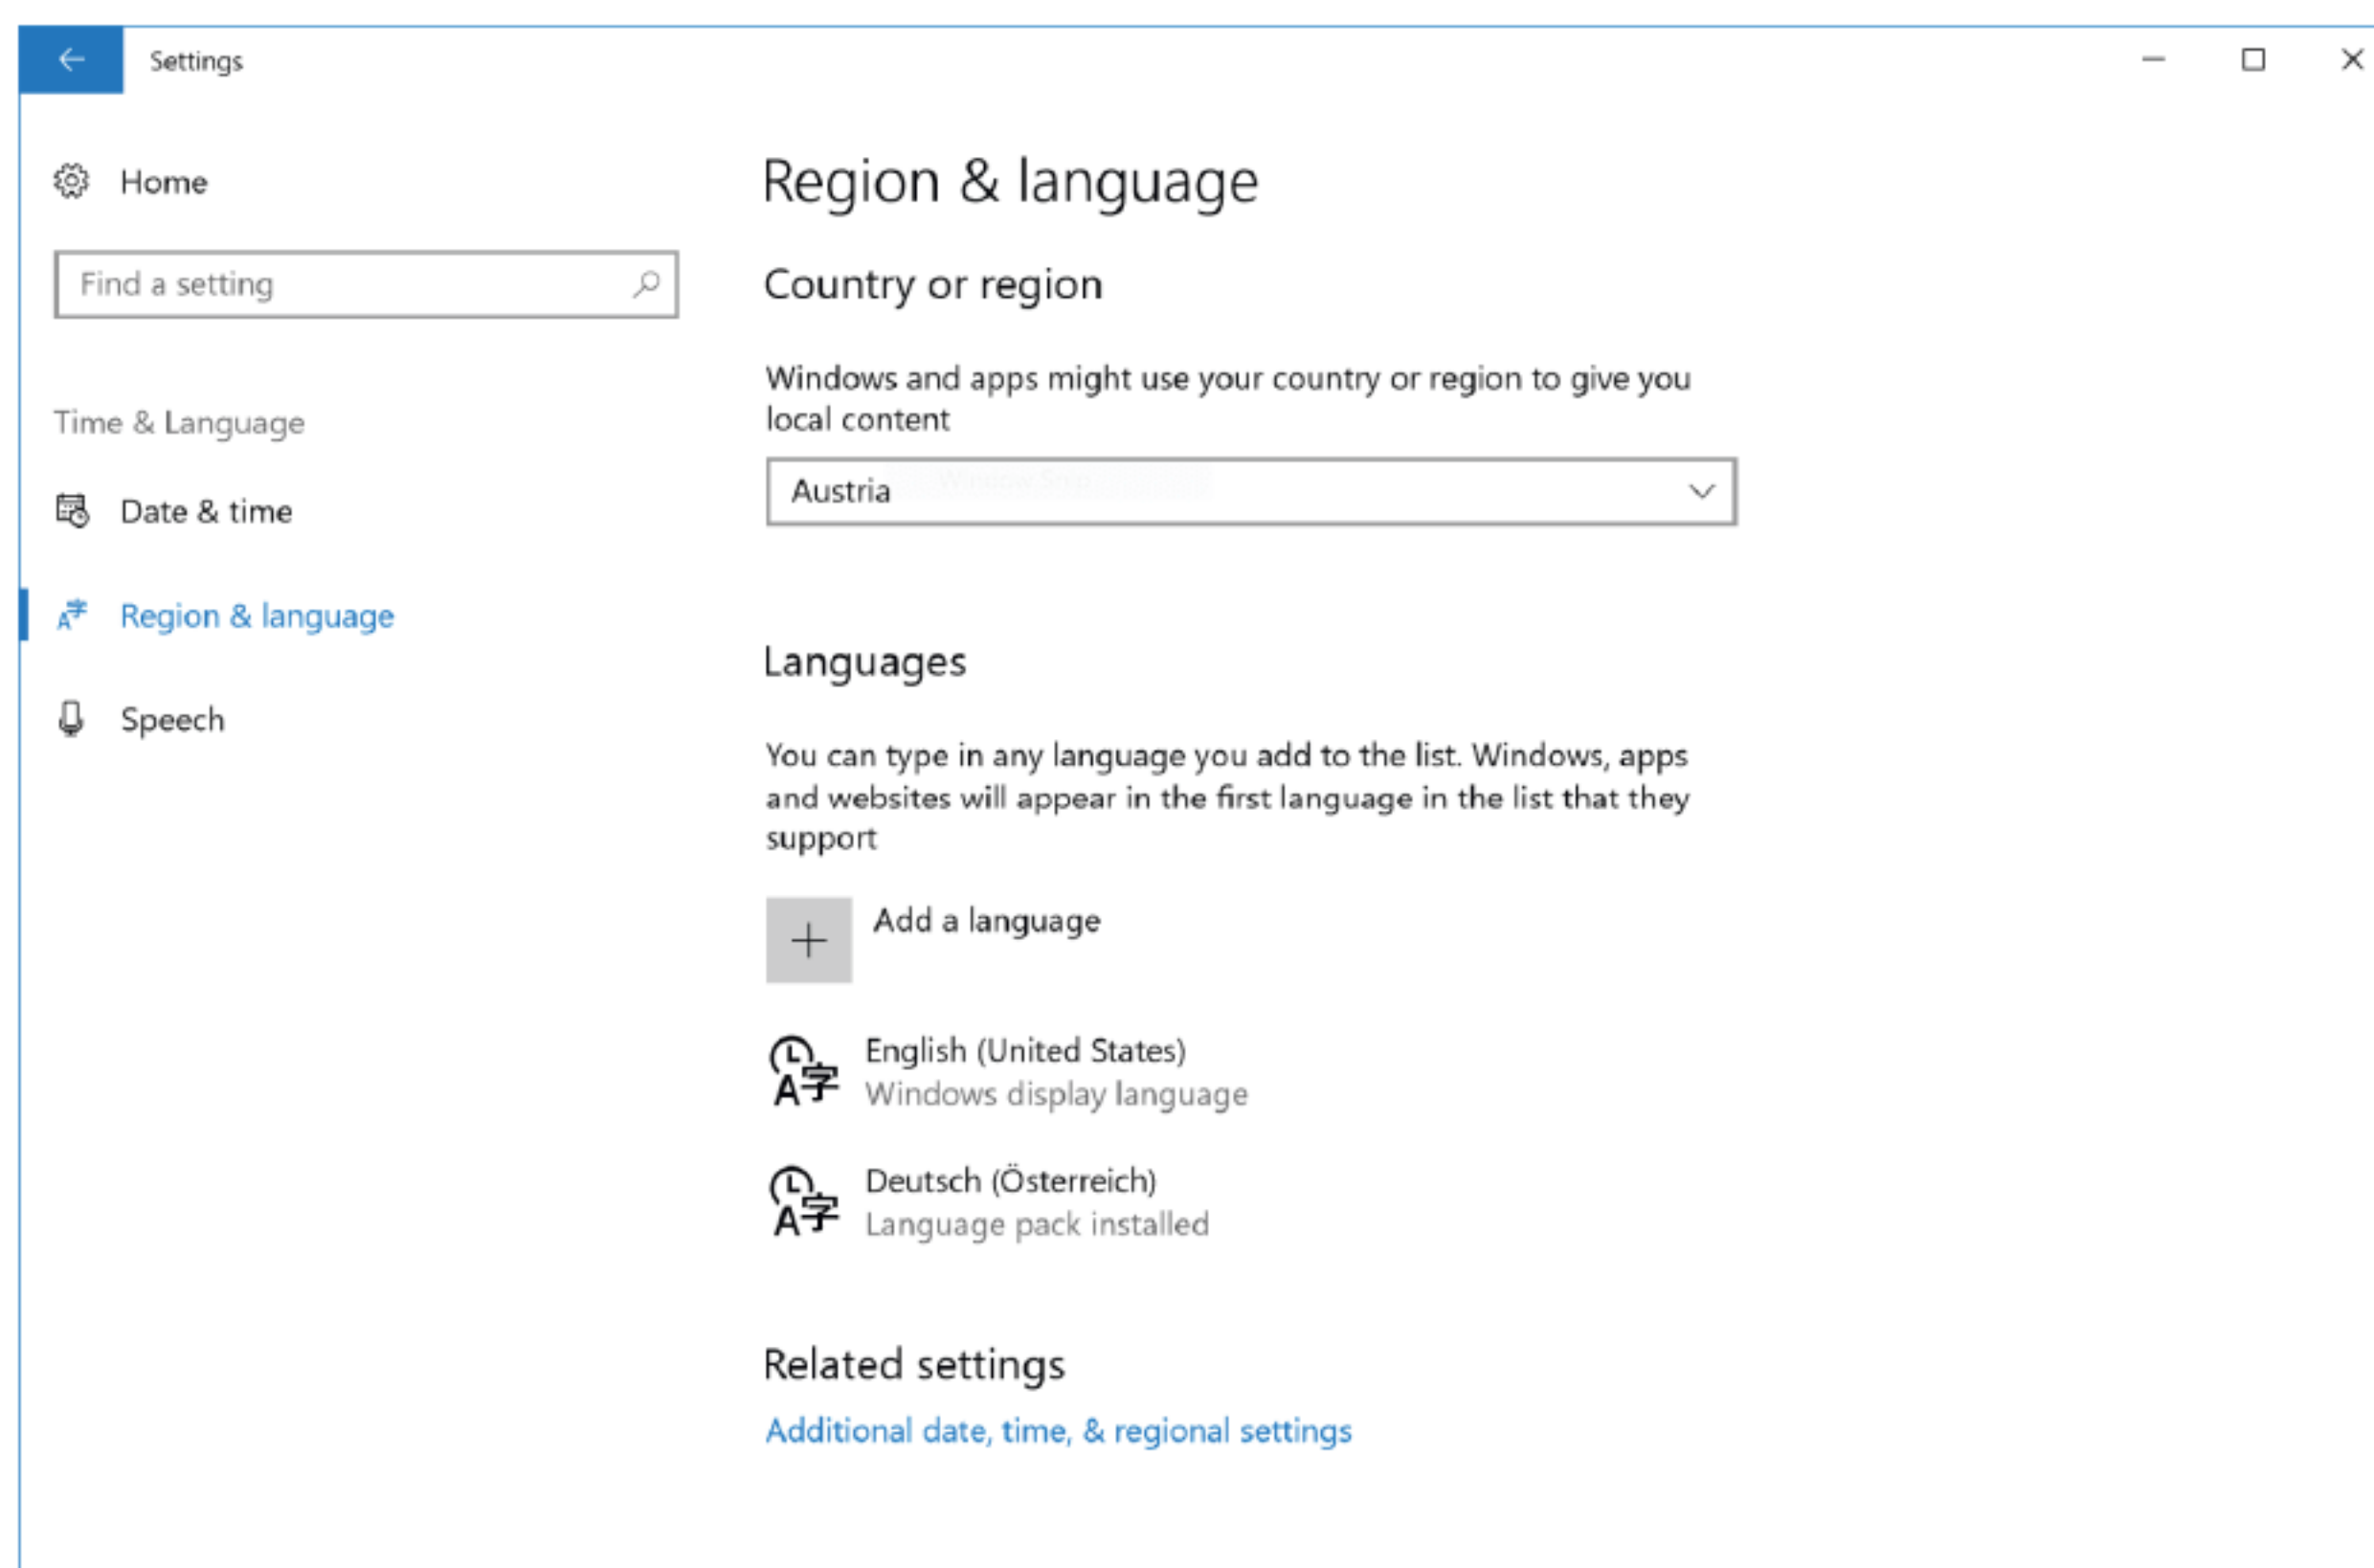 Settings
Home
Find a setting
Time & Language
Date & time
Region & language
Speech
Region & language
Country or region
Windows and apps might use your country or region to give you
local content
Austria
Window Snip
Languages
You can type in any language you add to the list. Windows, apps
and websites will appear in the first language in the list that they
support
Add a language
English (United States)
Windows display language
Deutsch (Österreich)
Language pack installed
Related settings
Additional date, time, & regional settings